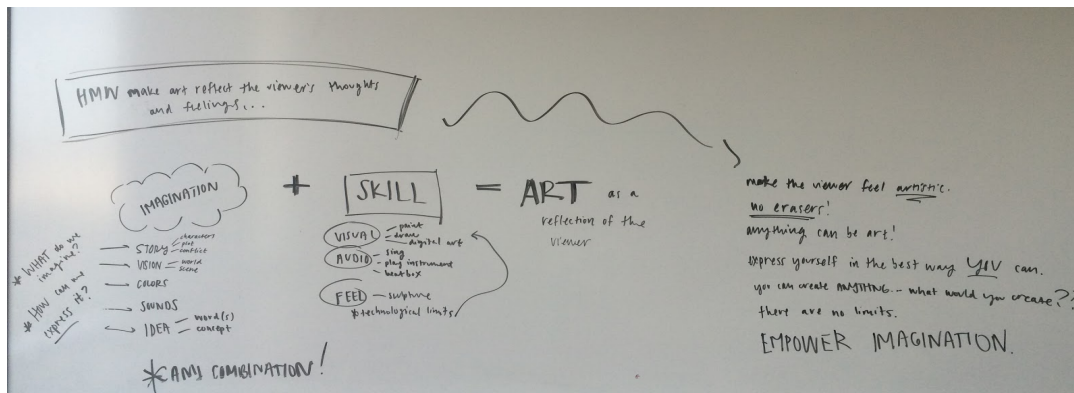 HMW make art reflect the viewer's thoughts
and feelings...
IMAGINATION
+
SKILL
=
ART as a
reflection of the
viewer
* WHAT do we
imagine?
* HOW can we
express it?
STORY
characters
plot
conflict
VISION
world
scene
COLORS
SOUNDS
IDEA
word(s)
concept
*CANY COMBINATION!
VISUAL
paint
draw
digital art
AUDIO
sing
play instrument
beatbox
FEEL
sculpture
*technological limits
make the viewer feel artistic.
no erasers!
anything can be art!
express yourself in the best way YOU can.
you can create ANYTHING... what would you create??
there are no limits.
EMPOWER IMAGINATION.